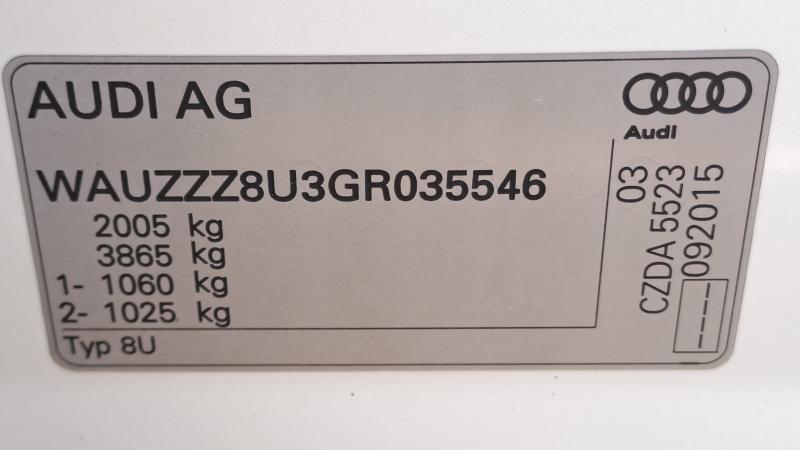 AUDI AG
Audi
WAUZZZ8U3GR035546
2005 kg
3865 kg
1- 1060 kg
2- 1025 kg
Typ 8U
03
CZDA 5523
092015
----